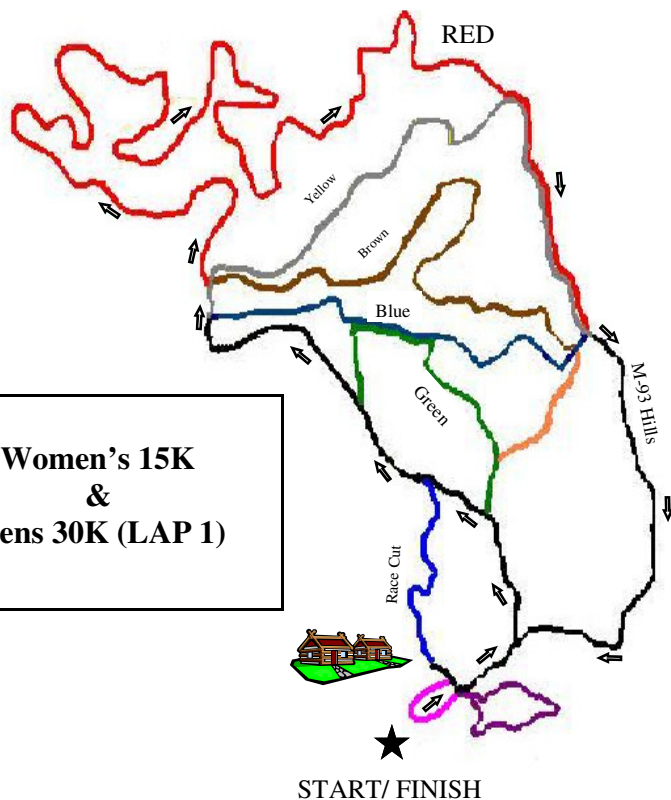 RED
Yellow
Brown
Blue
Green
M-93 Hills
Women's 15K
&
ens 30K (LAP 1)
Race Cut
START/ FINISH